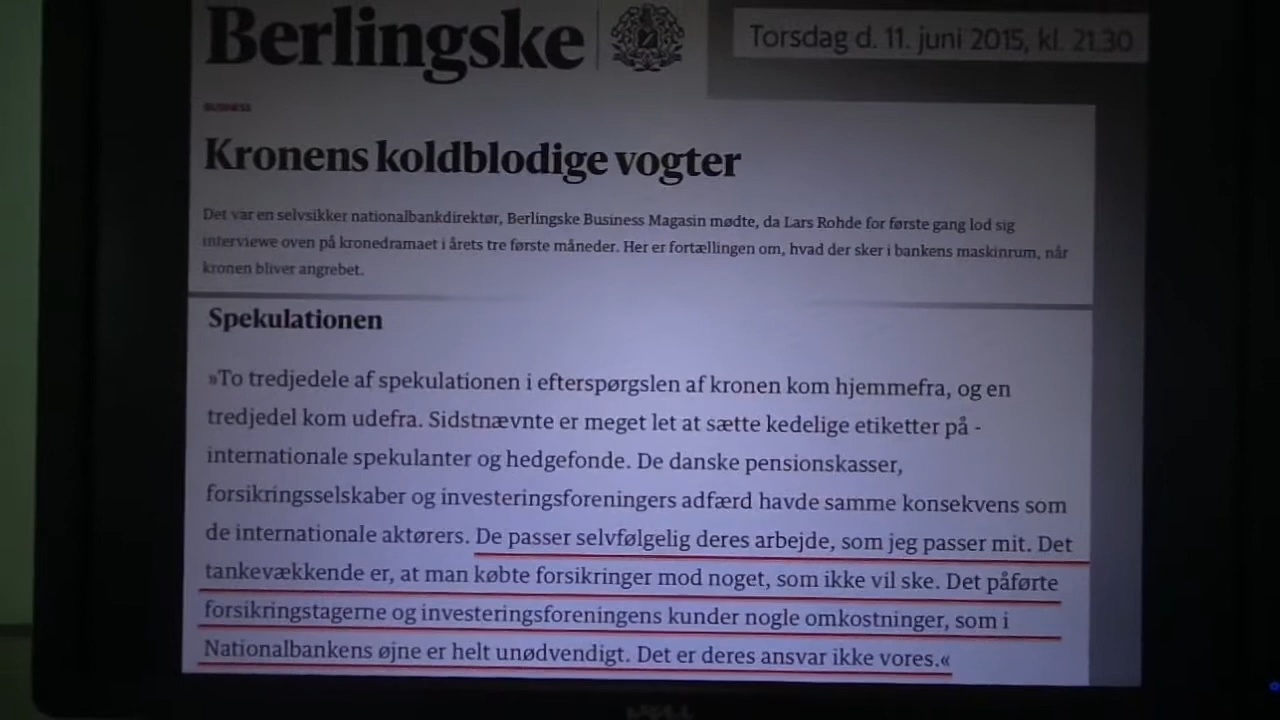 Berlingske
Torsdag d. 11. juni 2015, kl. 21.30
BUSINESS
Kronens koldblodige vogter
Det var en selvsikker nationalbankdirektør, Berlingske Business Magasin mødte, da Lars Rohde for første gang lod sig
interviewe oven på kronedramaet i årets tre første måneder. Her er fortællingen om, hvad der sker i bankens maskinrum, når
kronen bliver angrebet.
Spekulationen
»To tredjedele af spekulationen i efterspørgslen af kronen kom hjemmefra, og en
tredjedel kom udefra. Sidstnævnte er meget let at sætte kedelige etiketter på -
internationale spekulanter og hedgefonde. De danske pensionskasser,
forsikringsselskaber og investeringsforeningers adfærd havde samme konsekvens som
de internationale aktørers. De passer selvfølgelig deres arbejde, som jeg passer mit. Det
tankevækkende er, at man købte forsikringer mod noget, som ikke vil ske. Det påførte
forsikringstagerne og investeringsforeningens kunder nogle omkostninger, som i
Nationalbankens øjne er helt unødvendigt. Det er deres ansvar ikke vores.«